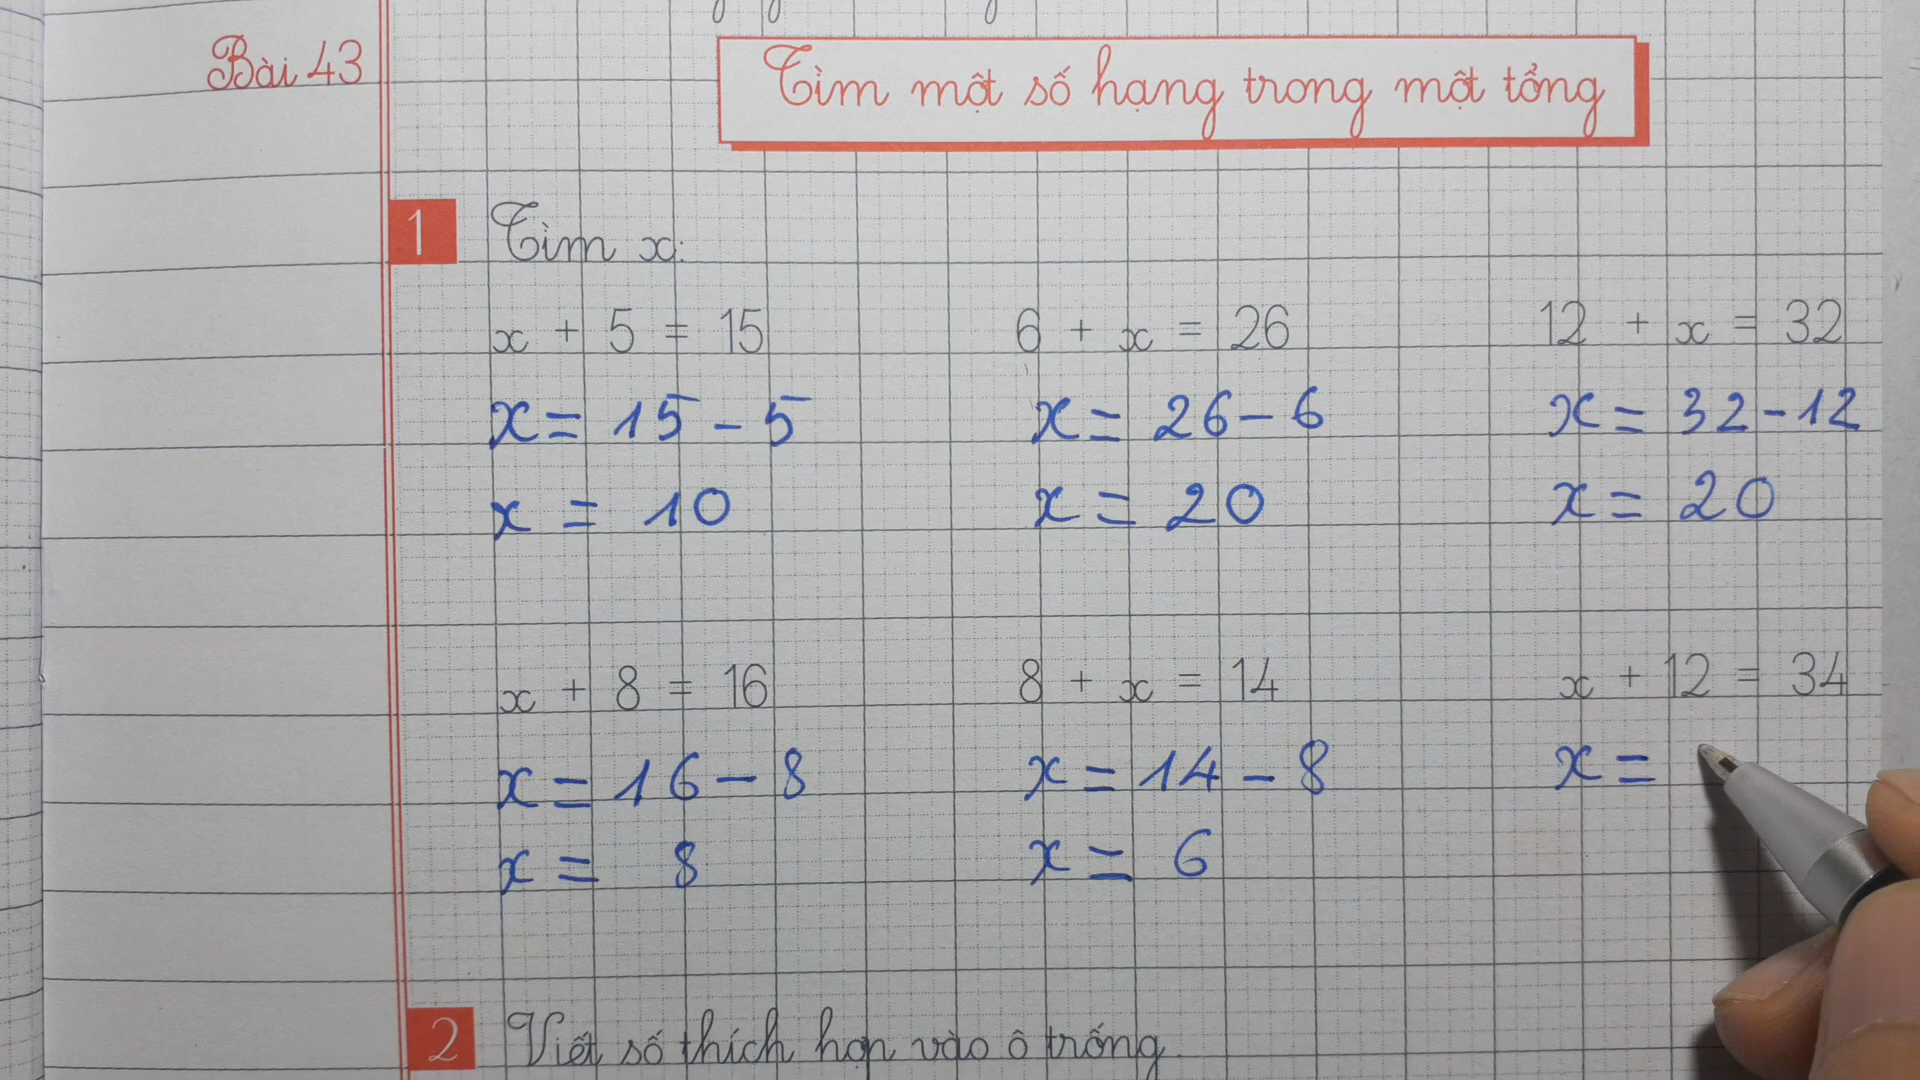 Bài 43
Tìm một số hạng trong một tổng
1 Tìm x:
x + 5 = 15 6 + x = 26 12 + x = 32
x = 15 - 5 x = 26 - 6 x = 32 - 12
x = 10 x = 20 x = 20
x + 8 = 16 8 + x = 14 x + 12 = 34
x = 16 - 8 x = 14 - 8 x =
x = 8 x = 6
2 Viết số thích hợp vào ô trống